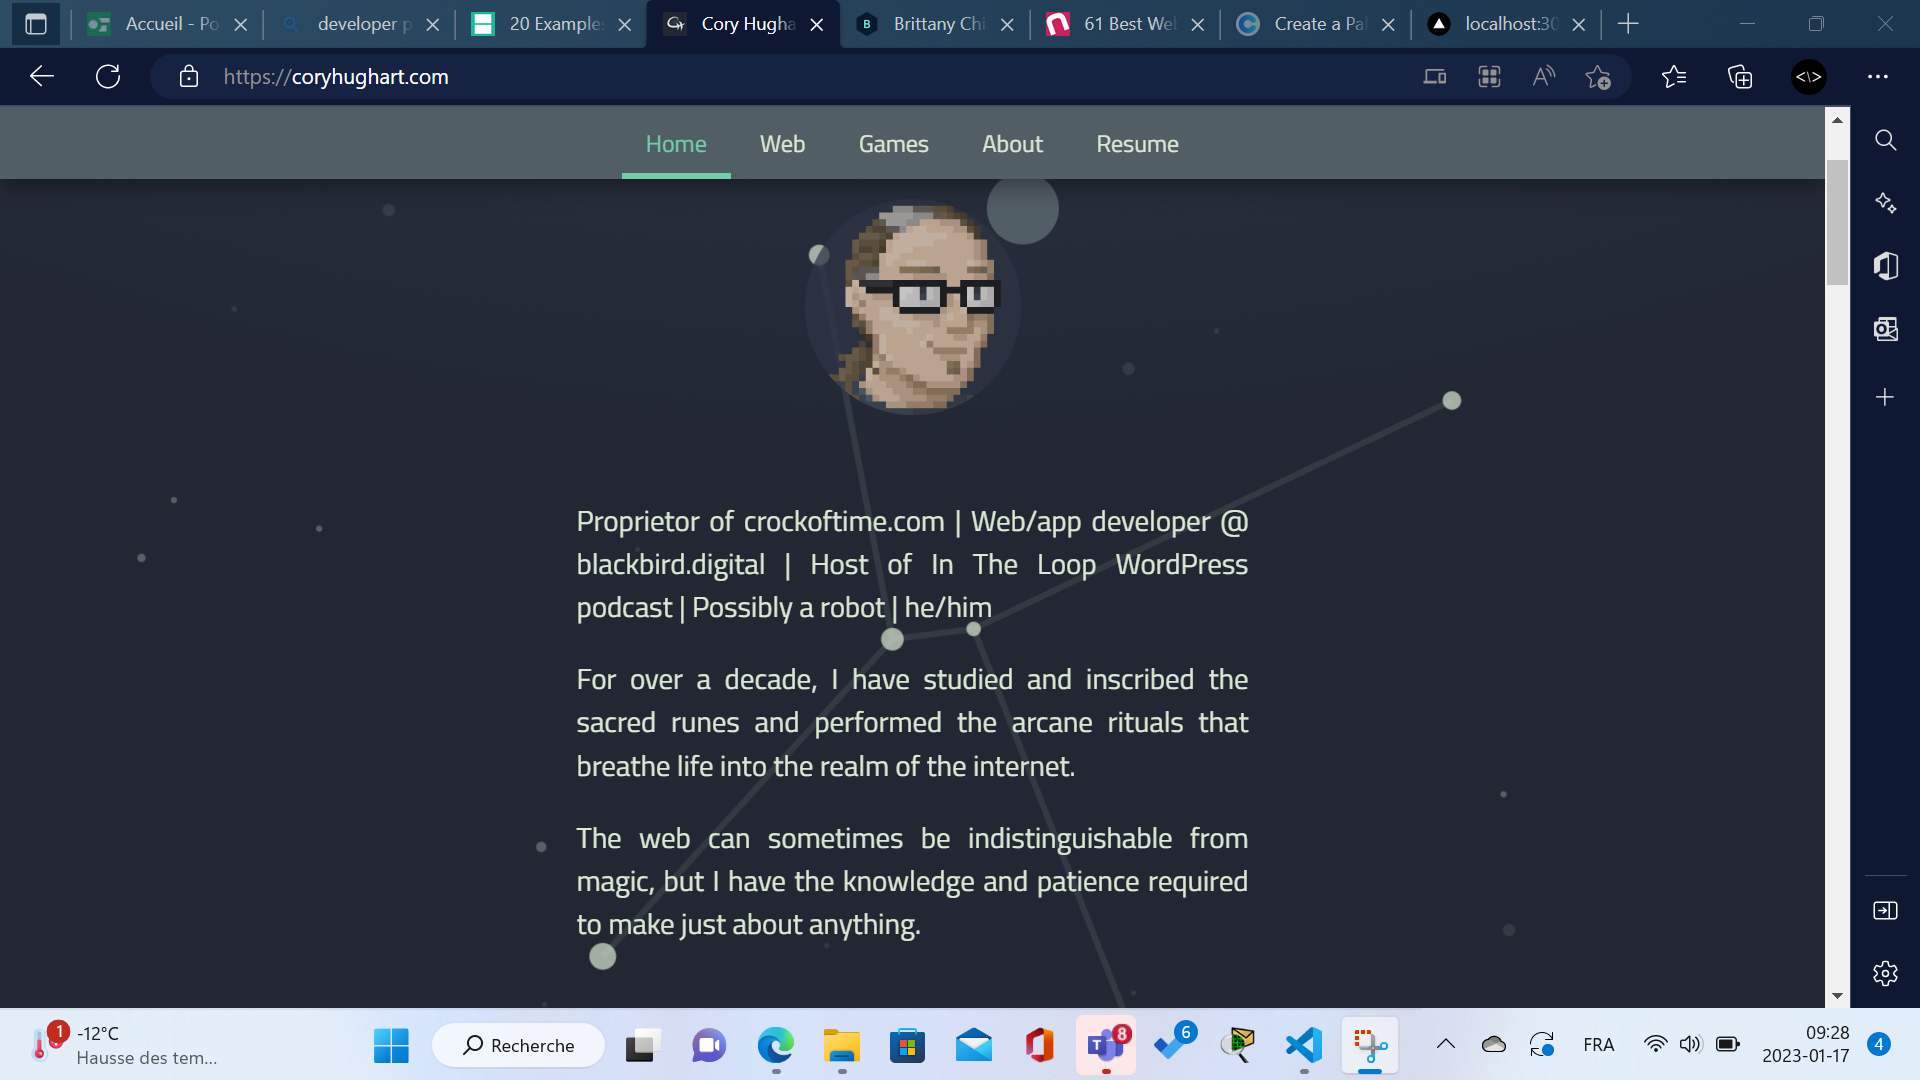 Accueil - Po
developer p
20 Examples
Cory Hugha
Brittany Chi
61 Best Web
Create a Pal
localhost:30
https://coryhughart.com
Home
Web
Games
About
Resume
Proprietor of crockoftime.com | Web/app developer @
blackbird.digital | Host of In The Loop WordPress
podcast | Possibly a robot | he/him
For over a decade, I have studied and inscribed the
sacred runes and performed the arcane rituals that
breathe life into the realm of the internet.
The web can sometimes be indistinguishable from
magic, but I have the knowledge and patience required
to make just about anything.
1
-12°C
Hausse des tem...
Recherche
8
6
FRA
09:28
2023-01-17
4